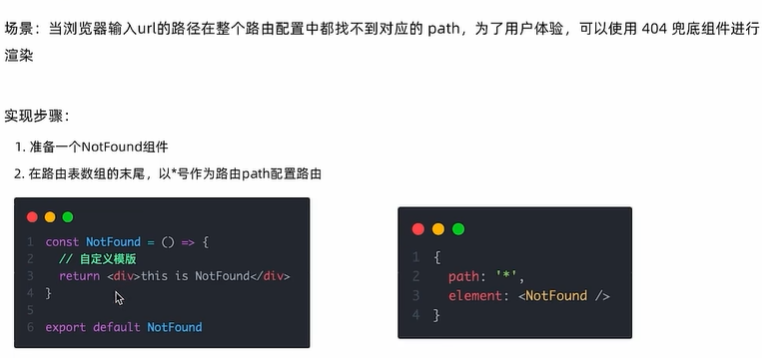 场景：当浏览器输入url的路径在整个路由配置中都找不到对应的 path，为了用户体验，可以使用 404 兜底组件进行
渲染
实现步骤：
1. 准备一个NotFound组件
2. 在路由表数组的末尾，以*号作为路由path配置路由
1 const NotFound = () => {
2 // 自定义模版
3 return <div>this is NotFound</div>
4 }
5
6 export default NotFound
1 {
2 path: '*',
3 element: <NotFound />
4 }